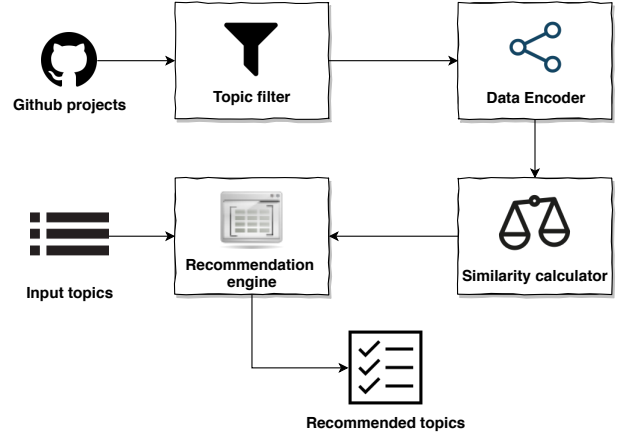 Github projects
Topic filter
Data Encoder
Input topics
Recommendation
engine
Similarity calculator
Recommended topics